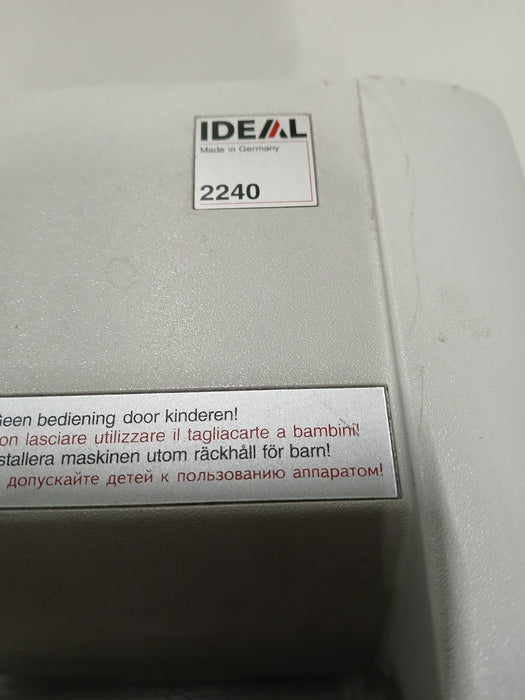 IDEAL
Made in Germany
2240
Geen bediening door kinderen!
on lasciare utilizzare il tagliacarte a bambini!
stallera maskinen utom räckhåll för barn!
допускайте детей к пользованию аппаратом!